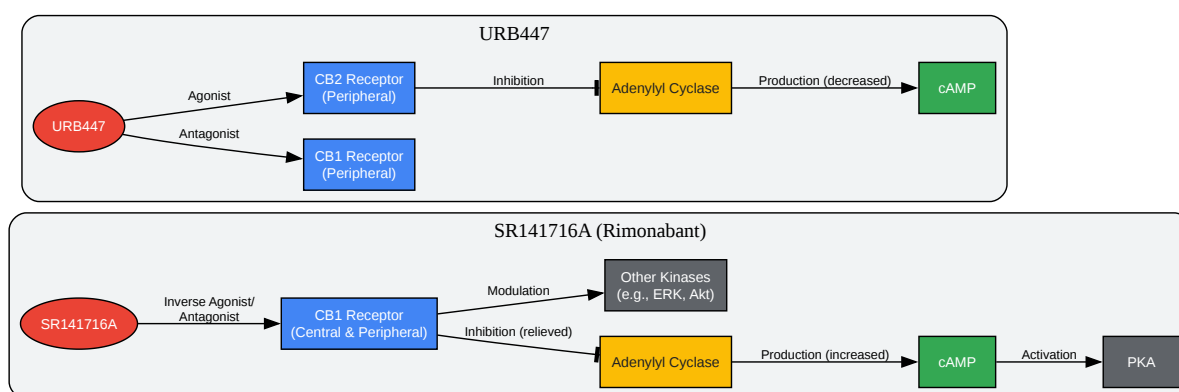 URB447
CB2 Receptor
(Peripheral)
Inhibition
Adenylyl Cyclase
Production (decreased)
cAMP
Agonist
URB447
Antagonist
CB1 Receptor
(Peripheral)
SR141716A (Rimonabant)
Other Kinases
(e.g., ERK, Akt)
Modulation
Inverse Agonist/
Antagonist
SR141716A
CB1 Receptor
(Central & Peripheral)
Inhibition (relieved)
Adenylyl Cyclase
Production (increased)
cAMP
Activation
PKA